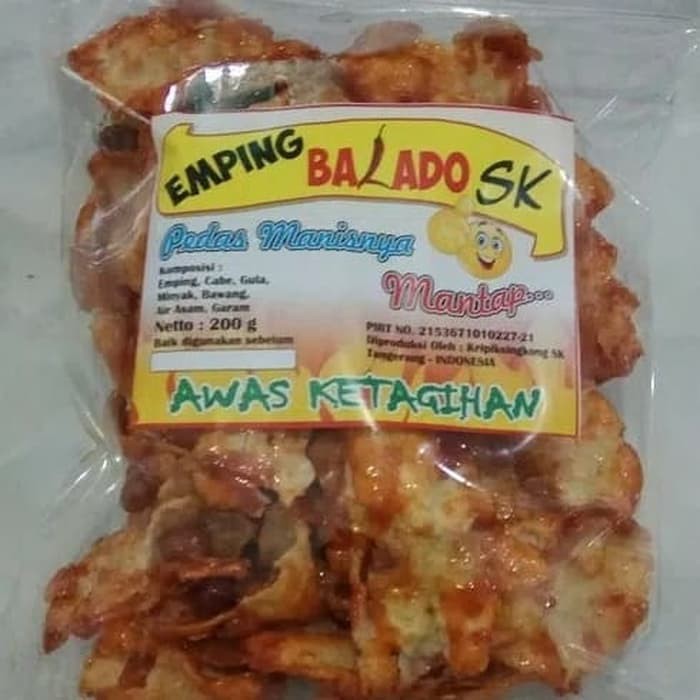 EMPING BALADO SK
Pedas Manisnya
Mantap...
Komposisi :
Emping, Cabe, Gula,
Minyak, Bawang,
Air Asam, Garam
Netto : 200 g
Baik digunakan sebelum
PIRT NO. 2153671010227-21
Diproduksi Oleh : Kripiksingkong SK
Tangerang - INDONESIA
AWAS KETAGIHAN